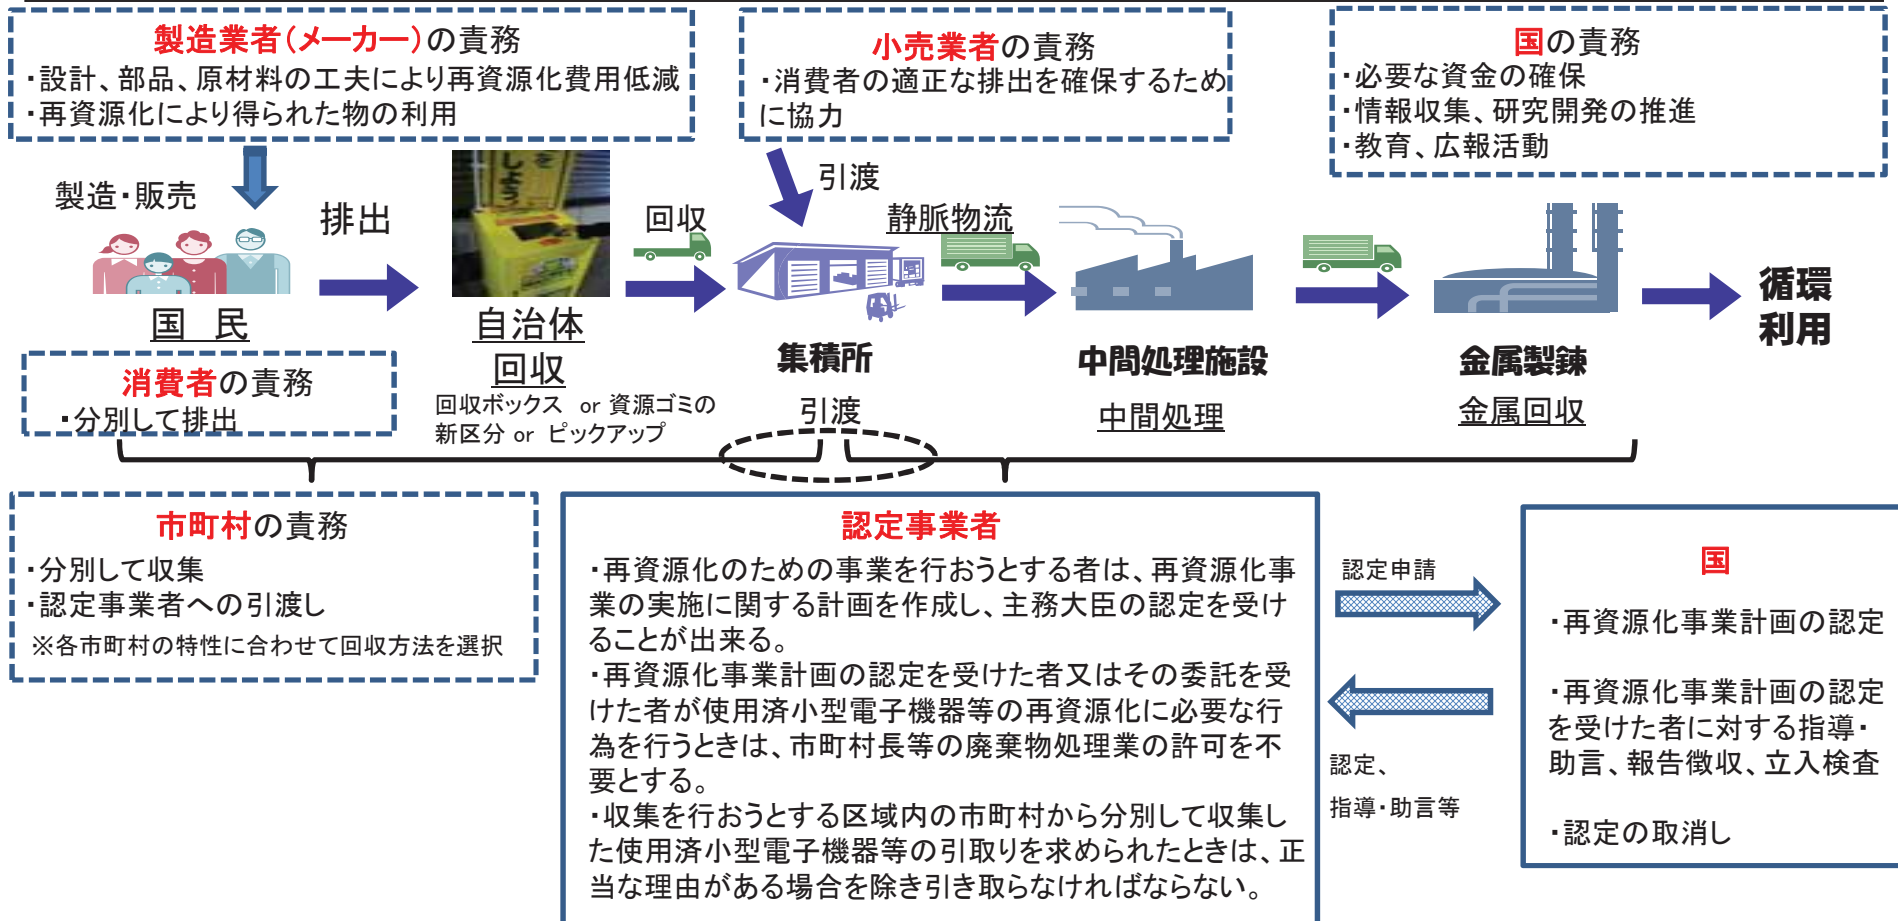 製造業者(メーカー)の責務
・設計、部品、原材料の工夫により再資源化費用低減
・再資源化により得られた物の利用
小売業者の責務
・消費者の適正な排出を確保するため
に協力
国の責務
・必要な資金の確保
・情報収集、研究開発の推進
・教育、広報活動
製造・販売
排出
回収
引渡
静脈物流
国 民
自治体
回収
回収ボックス or 資源ゴミの
新区分 or ピックアップ
集積所
引渡
中間処理施設
中間処理
金属製錬
金属回収
循環
利用
消費者の責務
・分別して排出
市町村の責務
・分別して収集
・認定事業者への引渡し
※各市町村の特性に合わせて回収方法を選択
認定事業者
・再資源化のための事業を行おうとする者は、再資源化事
業の実施に関する計画を作成し、主務大臣の認定を受け
ることが出来る。
・再資源化事業計画の認定を受けた者又はその委託を受
けた者が使用済小型電子機器等の再資源化に必要な行
為を行うときは、市町村長等の廃棄物処理業の許可を不
要とする。
・収集を行おうとする区域内の市町村から分別して収集し
た使用済小型電子機器等の引取りを求められたときは、正
当な理由がある場合を除き引き取らなければならない。
認定申請
認定、
指導・助言等
国
・再資源化事業計画の認定
・再資源化事業計画の認定
を受けた者に対する指導・
助言、報告徴収、立入検査
・認定の取消し